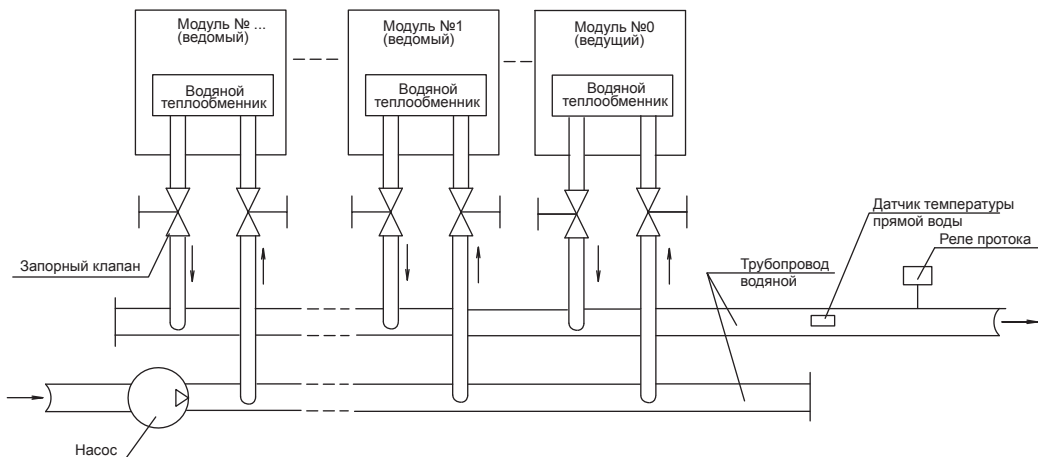 Модуль № ...
(ведомый)
Модуль №1
(ведомый)
Модуль №0
(ведущий)
Водяной
теплообменник
Водяной
теплообменник
Водяной
теплообменник
Датчик температуры
прямой воды
Реле протока
Запорный клапан
Трубопровод
водяной
Насос